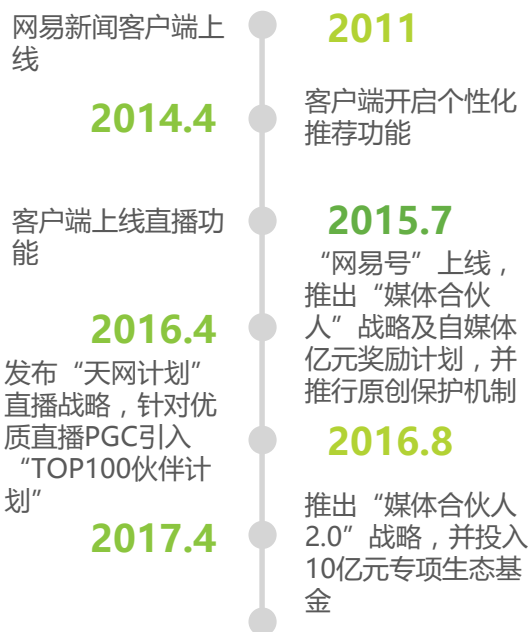 网易新闻客户端上
线
2011
2014.4
客户端开启个性化
推荐功能
客户端上线直播功
能
2015.7
2016.4
“网易号”上线，
推出“媒体合伙
人”战略及自媒体
亿元奖励计划，并
推行原创保护机制
发布“天网计划”
直播战略，针对优
质直播PGC引入
“TOP100伙伴计
划”
2016.8
2017.4
推出“媒体合伙人
2.0”战略，并投入
10亿元专项生态基
金